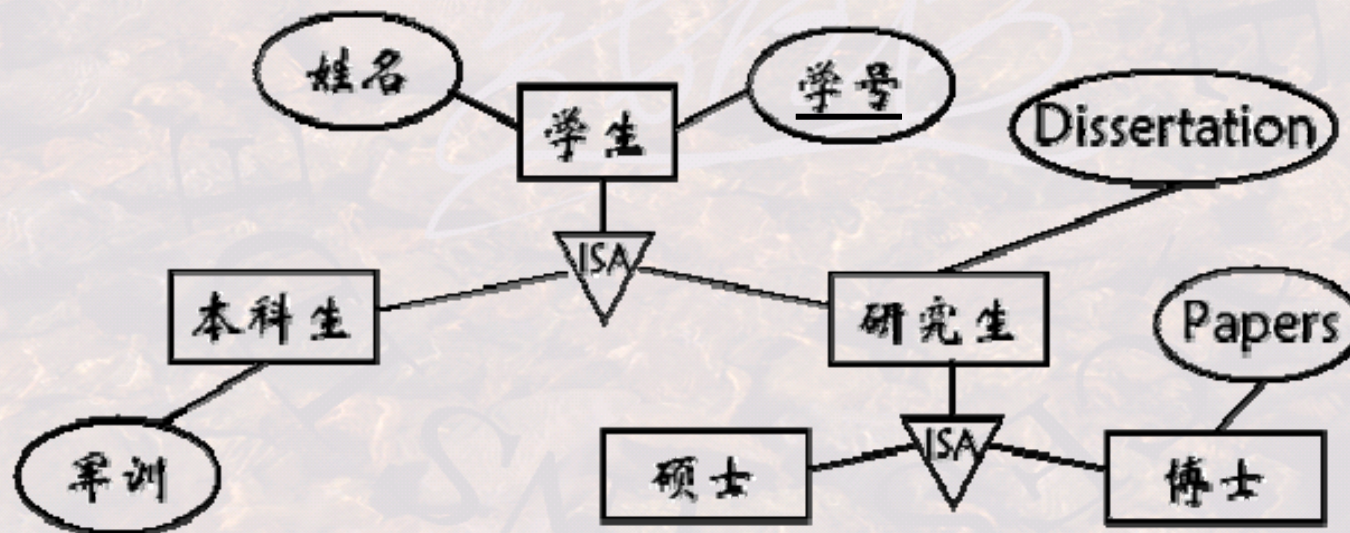 姓名
学号
学生
Dissertation
ISA
本科生
研究生
Papers
军训
硕士
ISA
博士